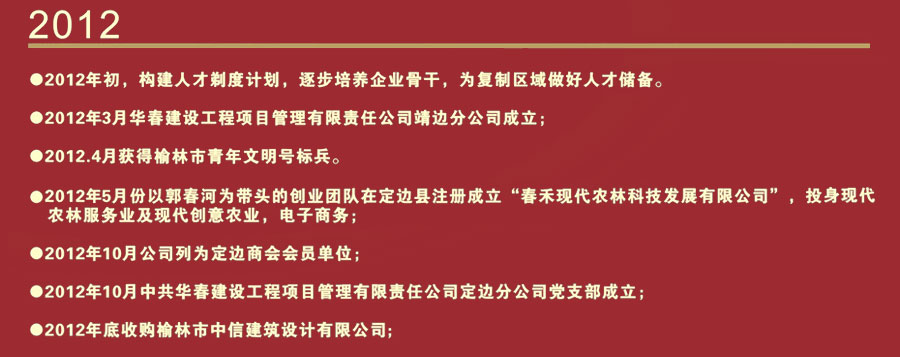 2012
●2012年初，构建人才剃度计划，逐步培养企业骨干，为复制区域做好人才储备。
●2012年3月华春建设工程项目管理有限责任公司靖边分公司成立；
●2012.4月获得榆林市青年文明号标兵。
●2012年5月份以郭春河为带头的创业团队在定边县注册成立“春禾现代农林科技发展有限公司”，投身现代
农林服务业及现代创意农业，电子商务；
●2012年10月公司列为定边商会会员单位；
●2012年10月中共华春建设工程项目管理有限责任公司定边分公司党支部成立；
●2012年底收购榆林市中信建筑设计有限公司;